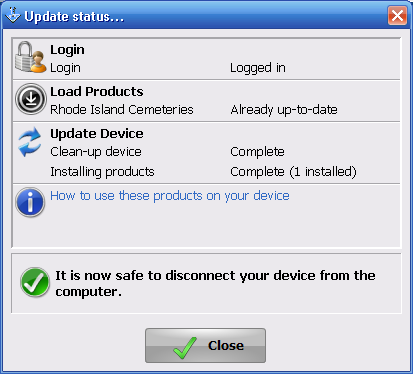 Update status...
Login
Login Logged in
Load Products
Rhode Island Cemeteries Already up-to-date
Update Device
Clean-up device Complete
Installing products Complete (1 installed)
How to use these products on your device
It is now safe to disconnect your device from the
computer.
Close